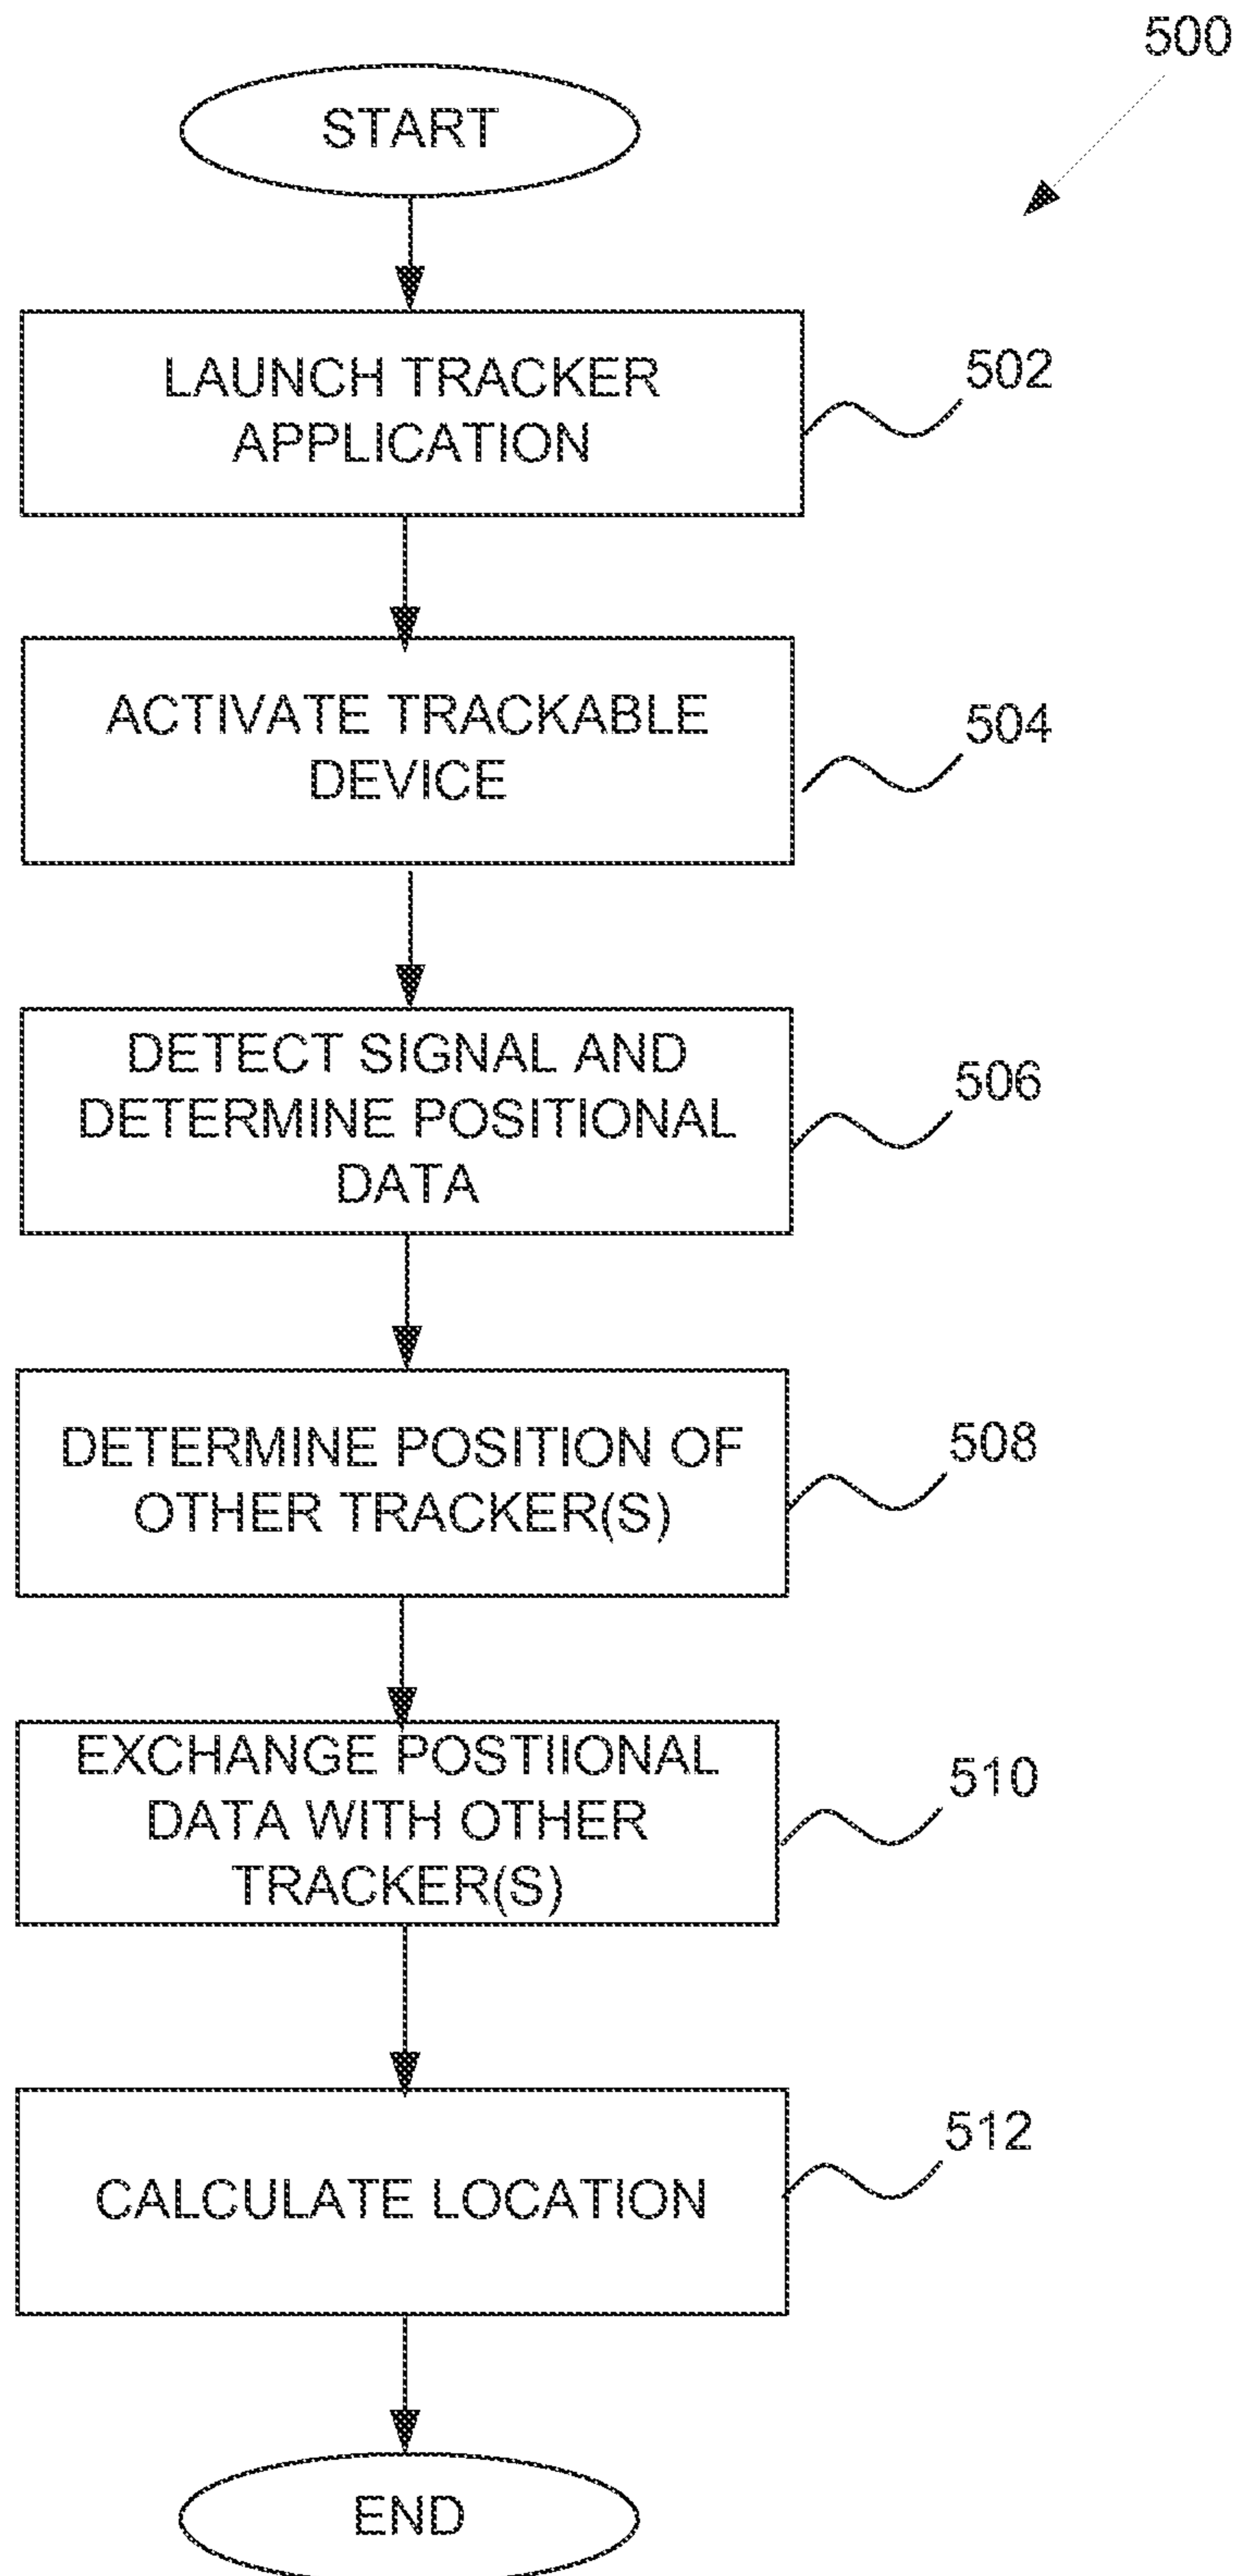 500
START
LAUNCH TRACKER
APPLICATION
502
ACTIVATE TRACKABLE
DEVICE
504
DETECT SIGNAL AND
DETERMINE POSITIONAL
DATA
506
DETERMINE POSITION OF
OTHER TRACKER(S)
508
EXCHANGE POSTIIONAL
DATA WITH OTHER
TRACKER(S)
510
CALCULATE LOCATION
512
END